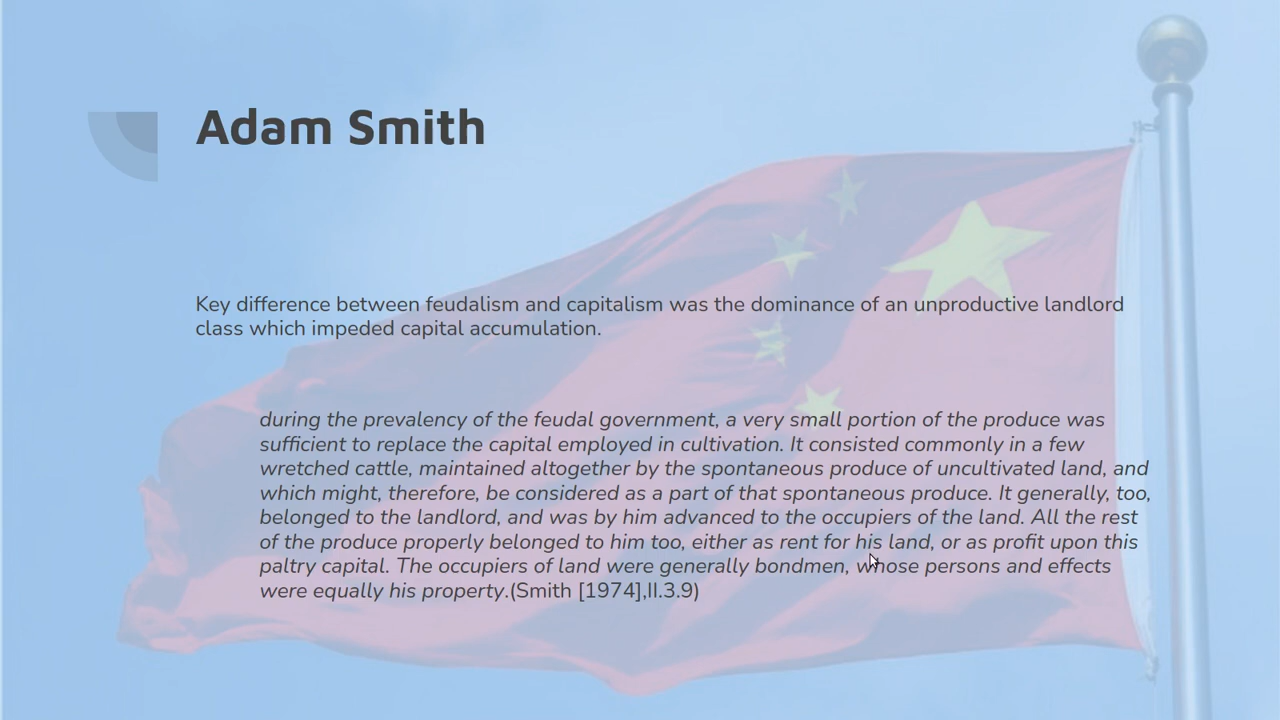 Adam Smith
Key difference between feudalism and capitalism was the dominance of an unproductive landlord
class which impeded capital accumulation.
during the prevalency of the feudal government, a very small portion of the produce was
sufficient to replace the capital employed in cultivation. It consisted commonly in a few
wretched cattle, maintained altogether by the spontaneous produce of uncultivated land, and
which might, therefore, be considered as a part of that spontaneous produce. It generally, too,
belonged to the landlord, and was by him advanced to the occupiers of the land. All the rest
of the produce properly belonged to him too, either as rent for his land, or as profit upon this
paltry capital. The occupiers of land were generally bondmen, whose persons and effects
were equally his property.(Smith [1974],II.3.9)